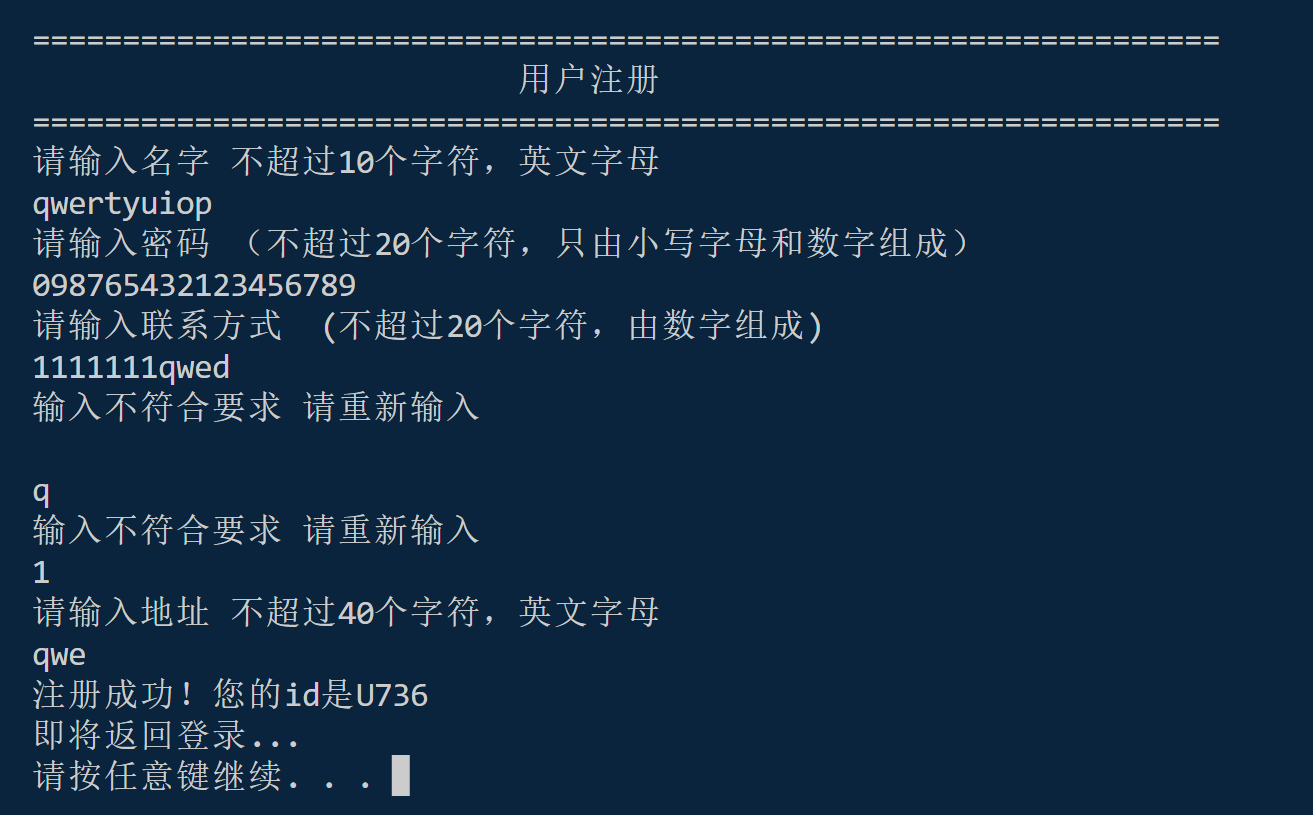 ==================================================================
用户注册
==================================================================
请输入名字 不超过10个字符，英文字母
qwertyuiop
请输入密码 （不超过20个字符，只由小写字母和数字组成）
098765432123456789
请输入联系方式 (不超过20个字符，由数字组成)
1111111qwed
输入不符合要求 请重新输入
q
输入不符合要求 请重新输入
1
请输入地址 不超过40个字符，英文字母
qwe
注册成功！您的id是U736
即将返回登录...
请按任意键继续. . .